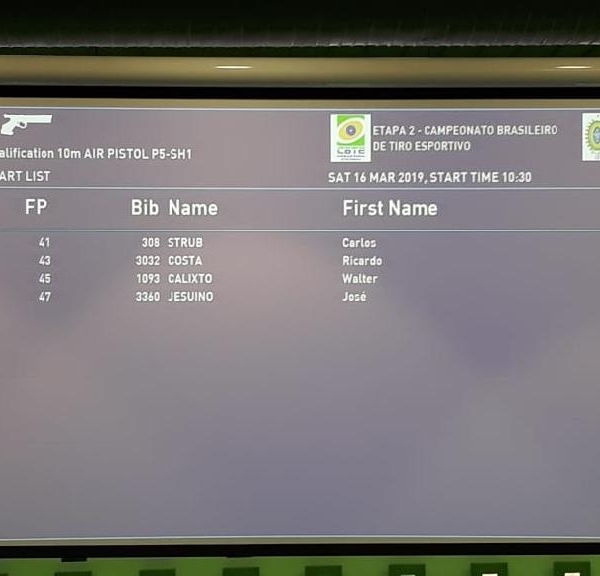 ETAPA 2 - CAMPEONATO BRASILEIRO
DE TIRO ESPORTIVO
alification 10m AIR PISTOL P5-SH1
ART LIST SAT 16 MAR 2019, START TIME 10:30
FP Bib Name First Name
41 308 STRUB Carlos
43 3032 COSTA Ricardo
45 1093 CALIXTO Walter
47 3360 JESUINO José